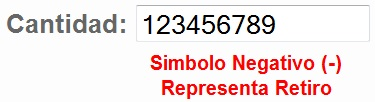 Cantidad: 123456789
Simbolo Negativo (-)
Representa Retiro